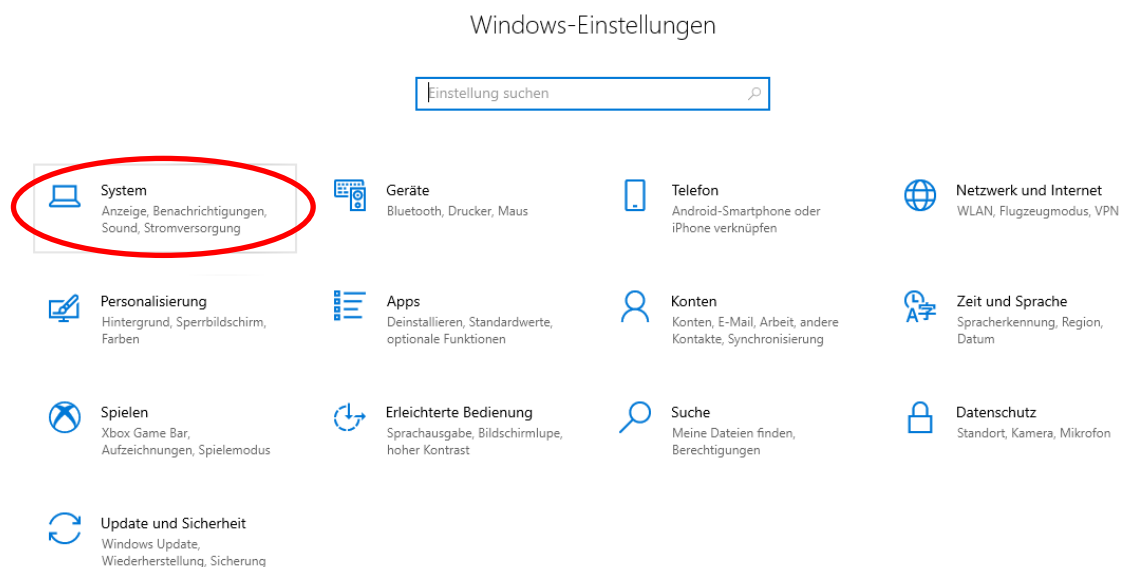 Windows-Einstellungen
Einstellung suchen
System
Anzeige, Benachrichtigungen,
Sound, Stromversorgung
Geräte
Bluetooth, Drucker, Maus
Telefon
Android-Smartphone oder
iPhone verknüpfen
Netzwerk und Internet
WLAN, Flugzeugmodus, VPN
Personalisierung
Hintergrund, Sperrbildschirm,
Farben
Apps
Deinstallieren, Standardwerte,
optionale Funktionen
Konten
Konten, E-Mail, Arbeit, andere
Kontakte, Synchronisierung
Zeit und Sprache
Spracherkennung, Region,
Datum
Spielen
Xbox Game Bar,
Aufzeichnungen, Spielemodus
Erleichterte Bedienung
Sprachausgabe, Bildschirmlupe,
hoher Kontrast
Suche
Meine Dateien finden,
Berechtigungen
Datenschutz
Standort, Kamera, Mikrofon
Update und Sicherheit
Windows Update,
Wiederherstellung, Sicherung